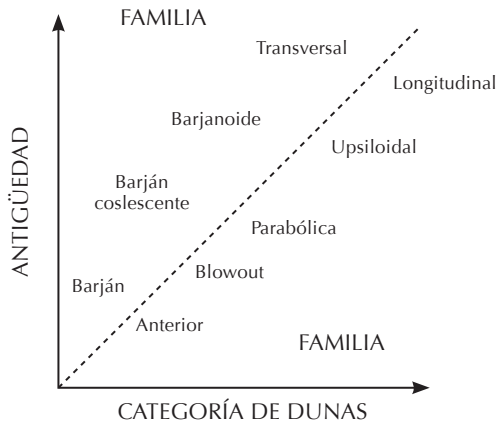 FAMILIA
Transversal
Longitudinal
Barjanoide
Upsiloidal
Barján
coslescente
Parabólica
Blowout
Barján
Anterior
FAMILIA
ANTIGÜEDAD
CATEGORÍA DE DUNAS